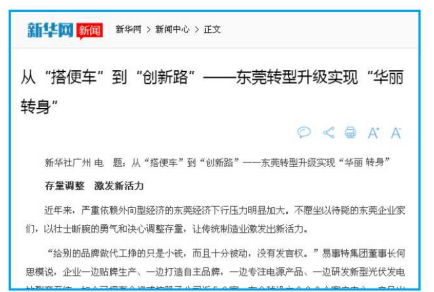 新华网 新闻 新华网 > 新闻中心 > 正文
从“搭便车”到“创新路”——东莞转型升级实现“华丽
转身”
A+ A-
新华社广州 电 题：从“搭便车”到“创新路”——东莞转型升级实现“华丽 转身”
存量调整 激发新活力
近年来，严重依赖外向型经济的东莞经济下行压力明显加大。不愿坐以待毙的东莞企业家
们，以壮士断腕的勇气和决心调整存量，让传统制造业激发出新活力。
“给别的品牌做代工挣的只是小钱，而且十分被动，没有发言权。”易事特集团董事长何
思模说，企业一边贴牌生产、一边打造自主品牌，一边专注电源产品、一边研发新型光伏发电